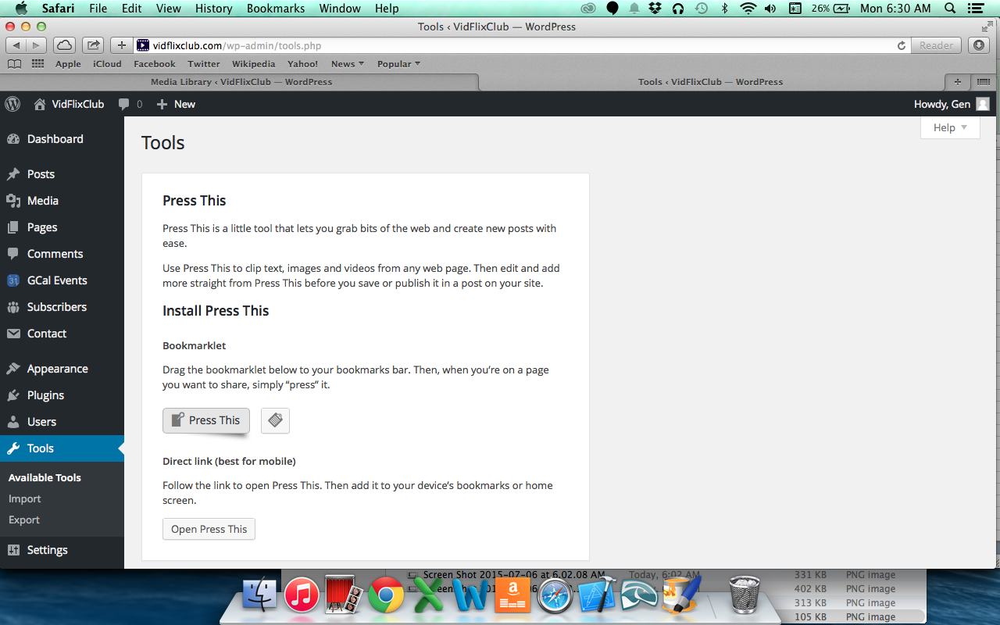 Safari File Edit View History Bookmarks Window Help 26% Mon 6:30 AM
Tools ‹ VidFlixClub — WordPress
vidflixclub.com/wp-admin/tools.php Reader
Apple iCloud Facebook Twitter Wikipedia Yahoo! News Popular
Media Library ‹ VidFlixClub — WordPress Tools ‹ VidFlixClub — WordPress
VidFlixClub 0 New Howdy, Gen
Help
Dashboard
Posts
Media
Pages
Comments
31 GCal Events
Subscribers
Contact
Appearance
Plugins
Users
Tools
Available Tools
Import
Export
Settings
Tools
Press This
Press This is a little tool that lets you grab bits of the web and create new posts with
ease.
Use Press This to clip text, images and videos from any web page. Then edit and add
more straight from Press This before you save or publish it in a post on your site.
Install Press This
Bookmarklet
Drag the bookmarklet below to your bookmarks bar. Then, when you’re on a page
you want to share, simply “press” it.
Press This
Direct link (best for mobile)
Follow the link to open Press This. Then add it to your device’s bookmarks or home
screen.
Open Press This
Screen Shot 2015-07-06 at 6.02.08 AM Today, 6:02 AM 331 KB PNG image
402 KB PNG image
313 KB PNG image
105 KB PNG image